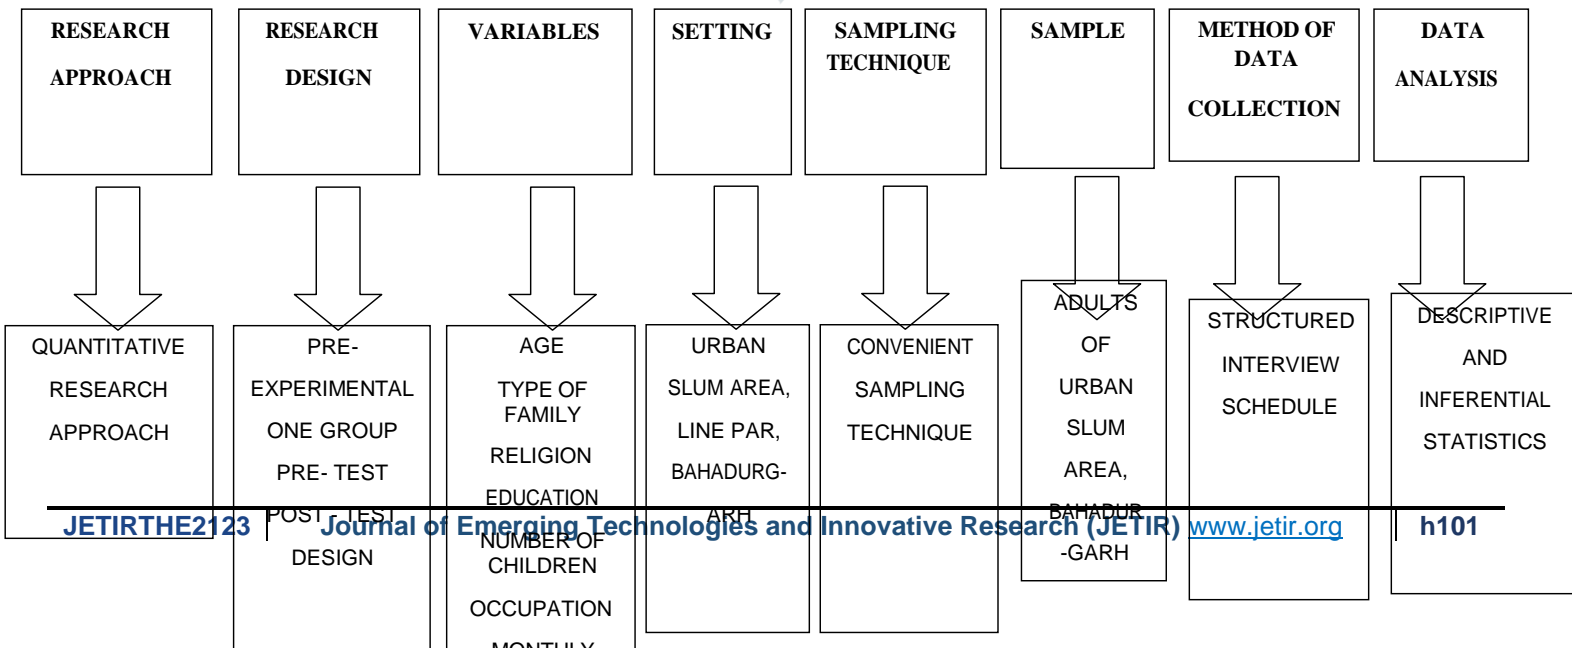 RESEARCH
APPROACH
RESEARCH
DESIGN
VARIABLES
SETTING
SAMPLING
TECHNIQUE
SAMPLE
METHOD OF
DATA
COLLECTION
DATA
ANALYSIS
QUANTITATIVE
RESEARCH
APPROACH
PRE-
EXPERIMENTAL
ONE GROUP
PRE- TEST
POST - TEST
DESIGN
AGE
TYPE OF
FAMILY
RELIGION
EDUCATION
NUMBER OF
CHILDREN
OCCUPATION
MONTHLY
URBAN
SLUM AREA,
LINE PAR,
BAHADURG-
ARH
CONVENIENT
SAMPLING
TECHNIQUE
ADULTS
OF
URBAN
SLUM
AREA,
BAHADUR
-GARH
STRUCTURED
INTERVIEW
SCHEDULE
DESCRIPTIVE
AND
INFERENTIAL
STATISTICS
JETIRTHE2123 Journal of Emerging Technologies and Innovative Research (JETIR) www.jetir.org h101